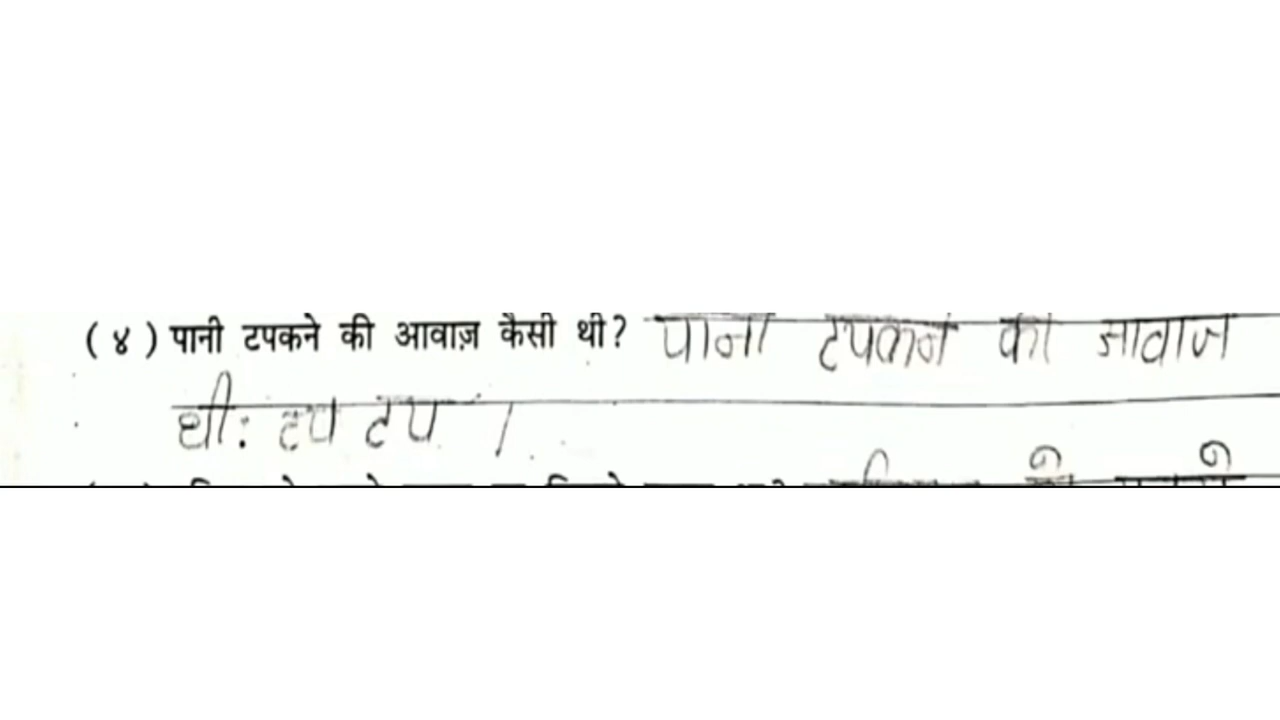 ( ४ ) पानी टपकने की आवाज़ कैसी थी? पानी टपकने की आवाज
थी: टप टप ।